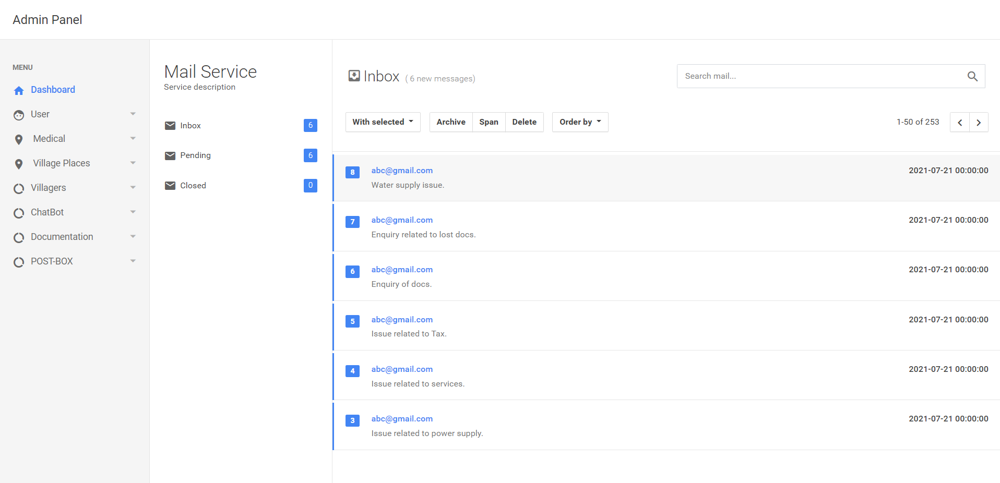 Admin Panel
MENU
Dashboard
User
Medical
Village Places
Villagers
ChatBot
Documentation
POST-BOX
Mail Service
Service description
Inbox 6
Pending 6
Closed 0
Inbox ( 6 new messages)
Search mail...
With selected Archive Span Delete Order by 1-50 of 253
8 abc@gmail.com 2021-07-21 00:00:00
Water supply issue.
7 abc@gmail.com 2021-07-21 00:00:00
Enquiry related to lost docs.
6 abc@gmail.com 2021-07-21 00:00:00
Enquiry of docs.
5 abc@gmail.com 2021-07-21 00:00:00
Issue related to Tax.
4 abc@gmail.com 2021-07-21 00:00:00
Issue related to services.
3 abc@gmail.com 2021-07-21 00:00:00
Issue related to power supply.